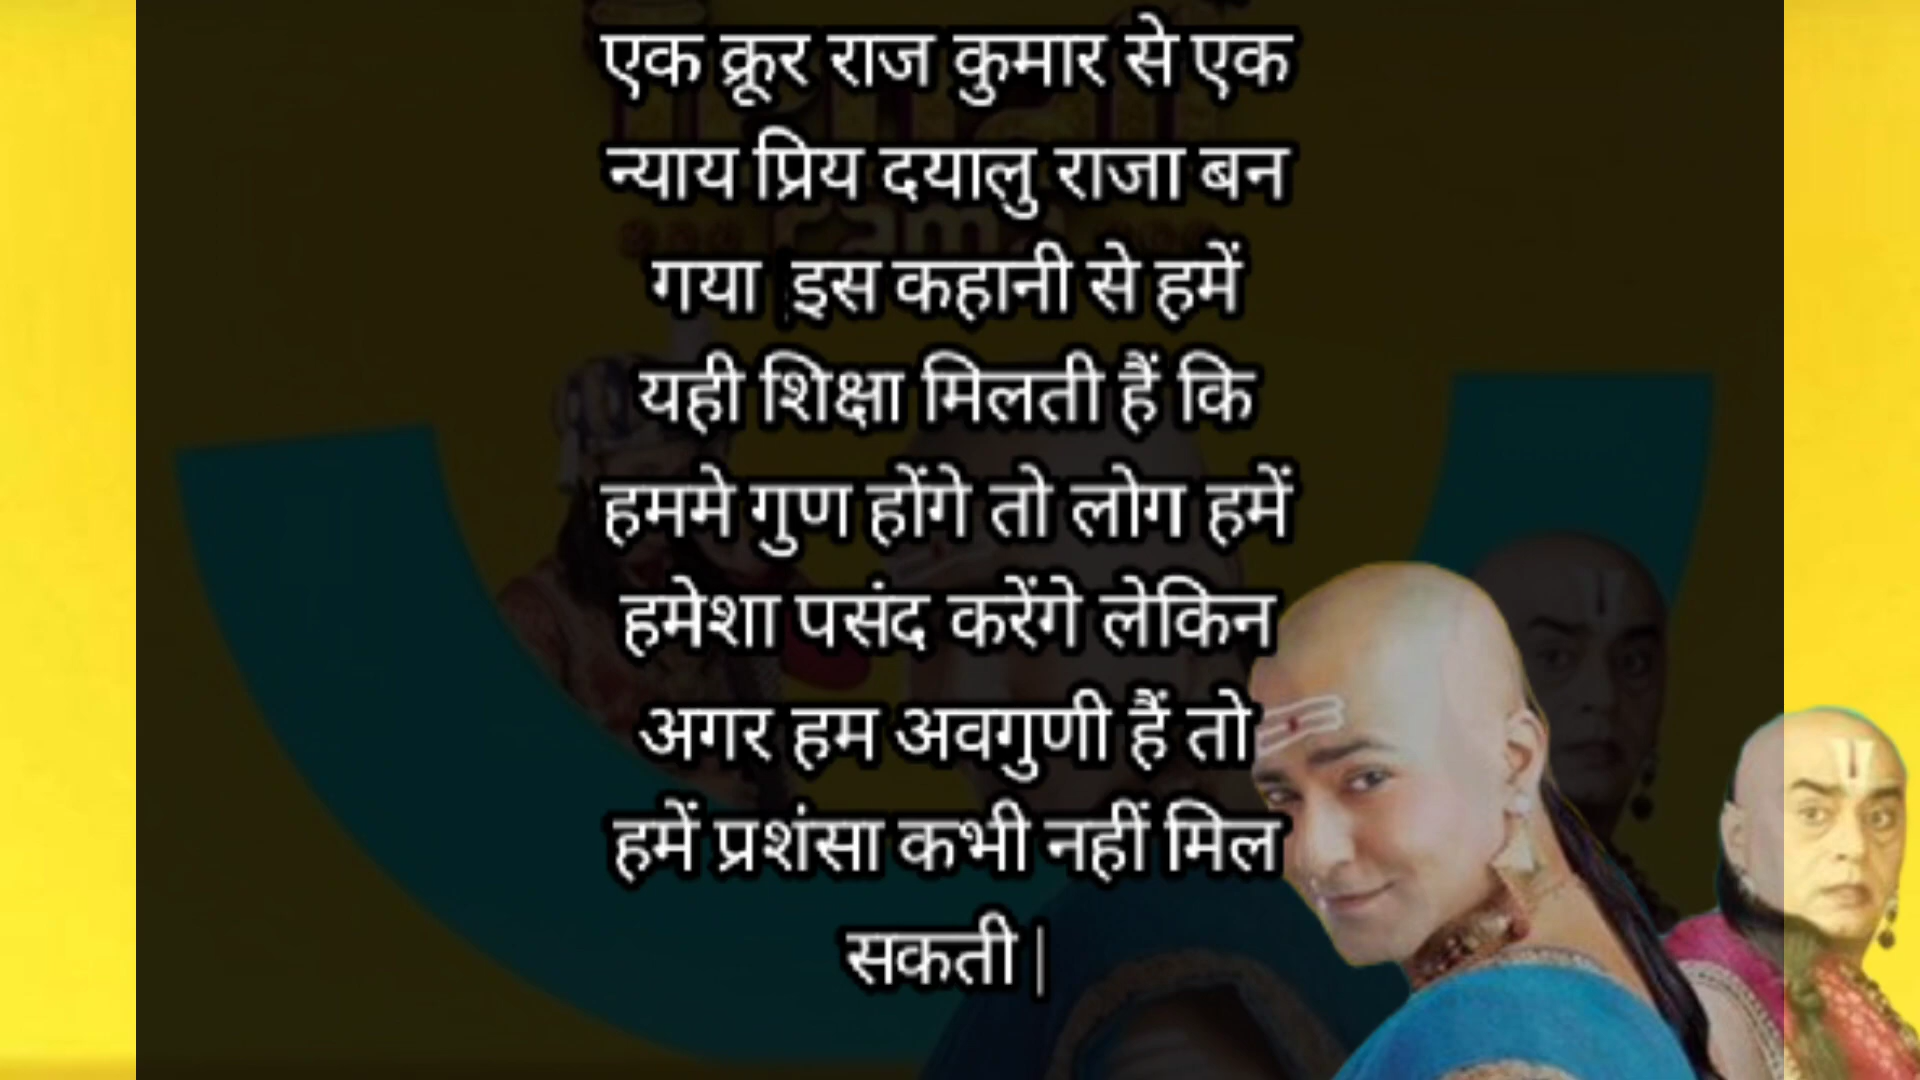 एक क्रूर राज कुमार से एक
न्याय प्रिय दयालु राजा बन
गया |इस कहानी से हमें
यही शिक्षा मिलती हैं कि
हममे गुण होंगे तो लोग हमें
हमेशा पसंद करेंगे लेकिन
अगर हम अवगुणी हैं तो
हमें प्रशंसा कभी नहीं मिल
सकती |